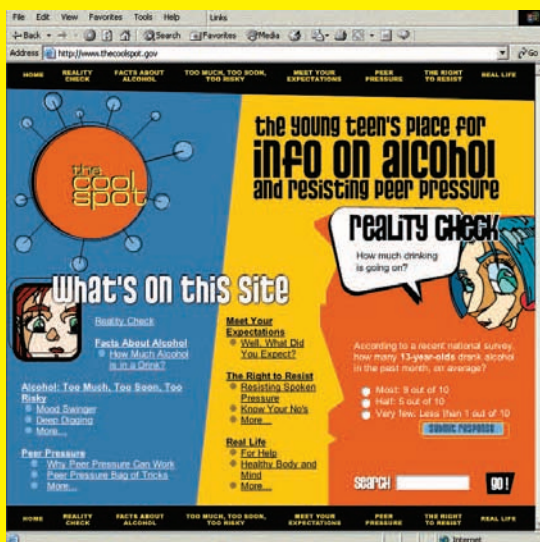 File Edit View Favorites Tools Help Links
Back Search Favorites Media
Address http://www.thecoolspot.gov Go
HOME REALITY CHECK FACTS ABOUT ALCOHOL TOO MUCH, TOO SOON, TOO RISKY MEET YOUR EXPECTATIONS PEER PRESSURE THE RIGHT TO RESIST REAL LIFE
the cool spot
the young teen's place for
info on alcohol
and resisting peer pressure
REALITY CHECK
How much drinking
is going on?
What's on this site
Reality Check
Facts About Alcohol
How Much Alcohol
is in a Drink?
Alcohol: Too Much, Too Soon, Too
Risky
Mood Swinger
Deep Digging
More...
Peer Pressure
Why Peer Pressure Can Work
Peer Pressure Bag of Tricks
More...
Meet Your
Expectations
Well, What Did
You Expect?
The Right to Resist
Resisting Spoken
Pressure
Know Your No's
More...
Real Life
For Help
Healthy Body and
Mind
More...
According to a recent national survey,
how many 13-year-olds drank alcohol
in the past month, on average?
Most: 9 out of 10
Half: 5 out of 10
Very few: Less than 1 out of 10
submit response
search GO!
HOME REALITY CHECK FACTS ABOUT ALCOHOL TOO MUCH, TOO SOON, TOO RISKY MEET YOUR EXPECTATIONS PEER PRESSURE THE RIGHT TO RESIST REAL LIFE
Internet